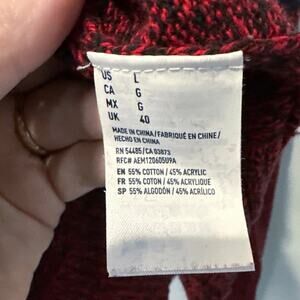 US L
CA G
MX G
UK 40
MADE IN CHINA/FABRIQUÉ EN CHINE/
HECHO EN CHINA
RN 54485/CA 03873
RFC# AEM120605U9A
EN 55% COTTON / 45% ACRYLIC
FR 55% COTON / 45% ACRYLIQUE
SP 55% ALGODÓN / 45% ACRÍLICO